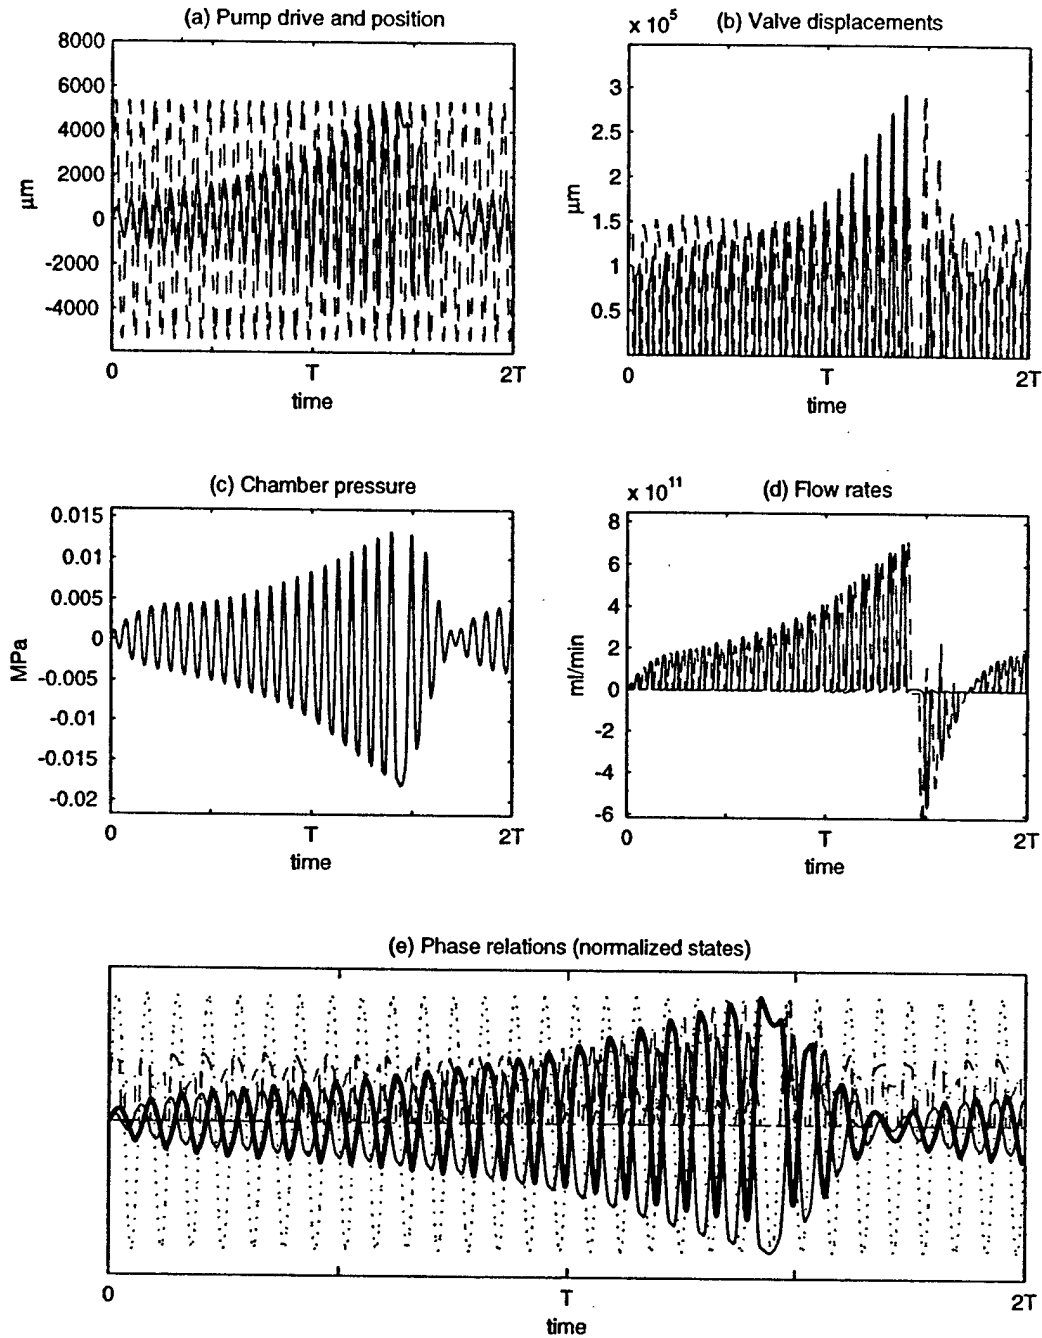 (a) Pump drive and position
8000
6000
4000
2000
0
-2000
-4000
μm
0
T
2T
time
x 10^5
(b) Valve displacements
3
2.5
2
1.5
1
0.5
μm
0
T
2T
time
(c) Chamber pressure
0.015
0.01
0.005
0
-0.005
-0.01
-0.015
-0.02
MPa
0
T
2T
time
x 10^11
(d) Flow rates
8
6
4
2
0
-2
-4
-6
ml/min
0
T
2T
time
(e) Phase relations (normalized states)
0
T
2T
time